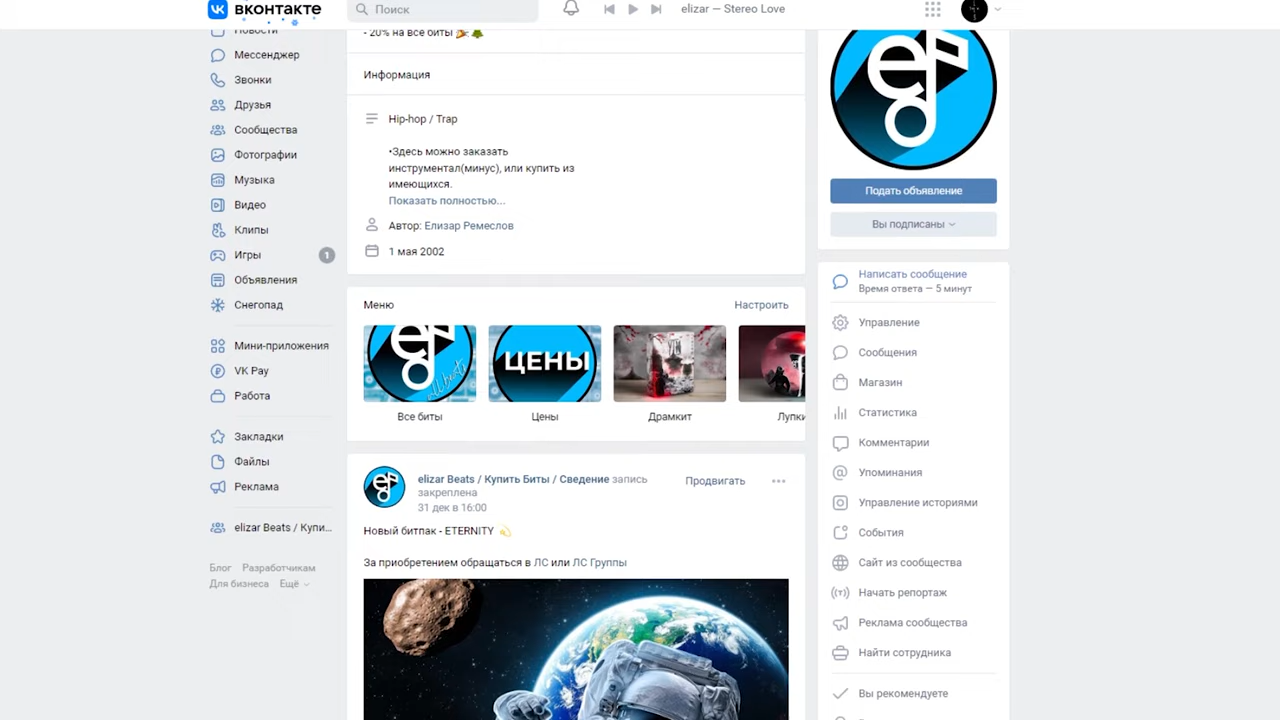 ВКОНТАКТЕ
Поиск
elizar — Stereo Love
Новости
Мессенджер
Звонки
Друзья
Сообщества
Фотографии
Музыка
Видео
Клипы
Игры
1
Объявления
Снегопад
Мини-приложения
VK Pay
Работа
Закладки
Файлы
Реклама
elizar Beats / Купи...
Блог Разработчикам
Для бизнеса Ещё
- 20% на все биты
Информация
Hip-hop / Trap
•Здесь можно заказать
инструментал(минус), или купить из
имеющихся.
Показать полностью...
Автор: Елизар Ремеслов
1 мая 2002
Меню
Настроить
ЦЕНЫ
Все биты
Цены
Драмкит
Лупки
elizar Beats / Купить Биты / Сведение запись
закреплена
31 дек в 16:00
Продвигать
Новый битпак - ETERNITY
За приобретением обращаться в ЛС или ЛС Группы
Подать объявление
Вы подписаны
Написать сообщение
Время ответа — 5 минут
Управление
Сообщения
Магазин
Статистика
Комментарии
Упоминания
Управление историями
События
Сайт из сообщества
Начать репортаж
Реклама сообщества
Найти сотрудника
Вы рекомендуете